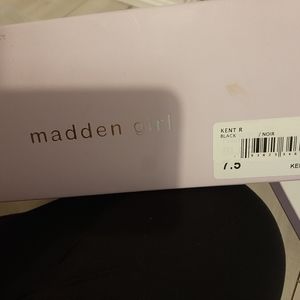 madden girl
KENT R
BLACK / NOIR
7.5